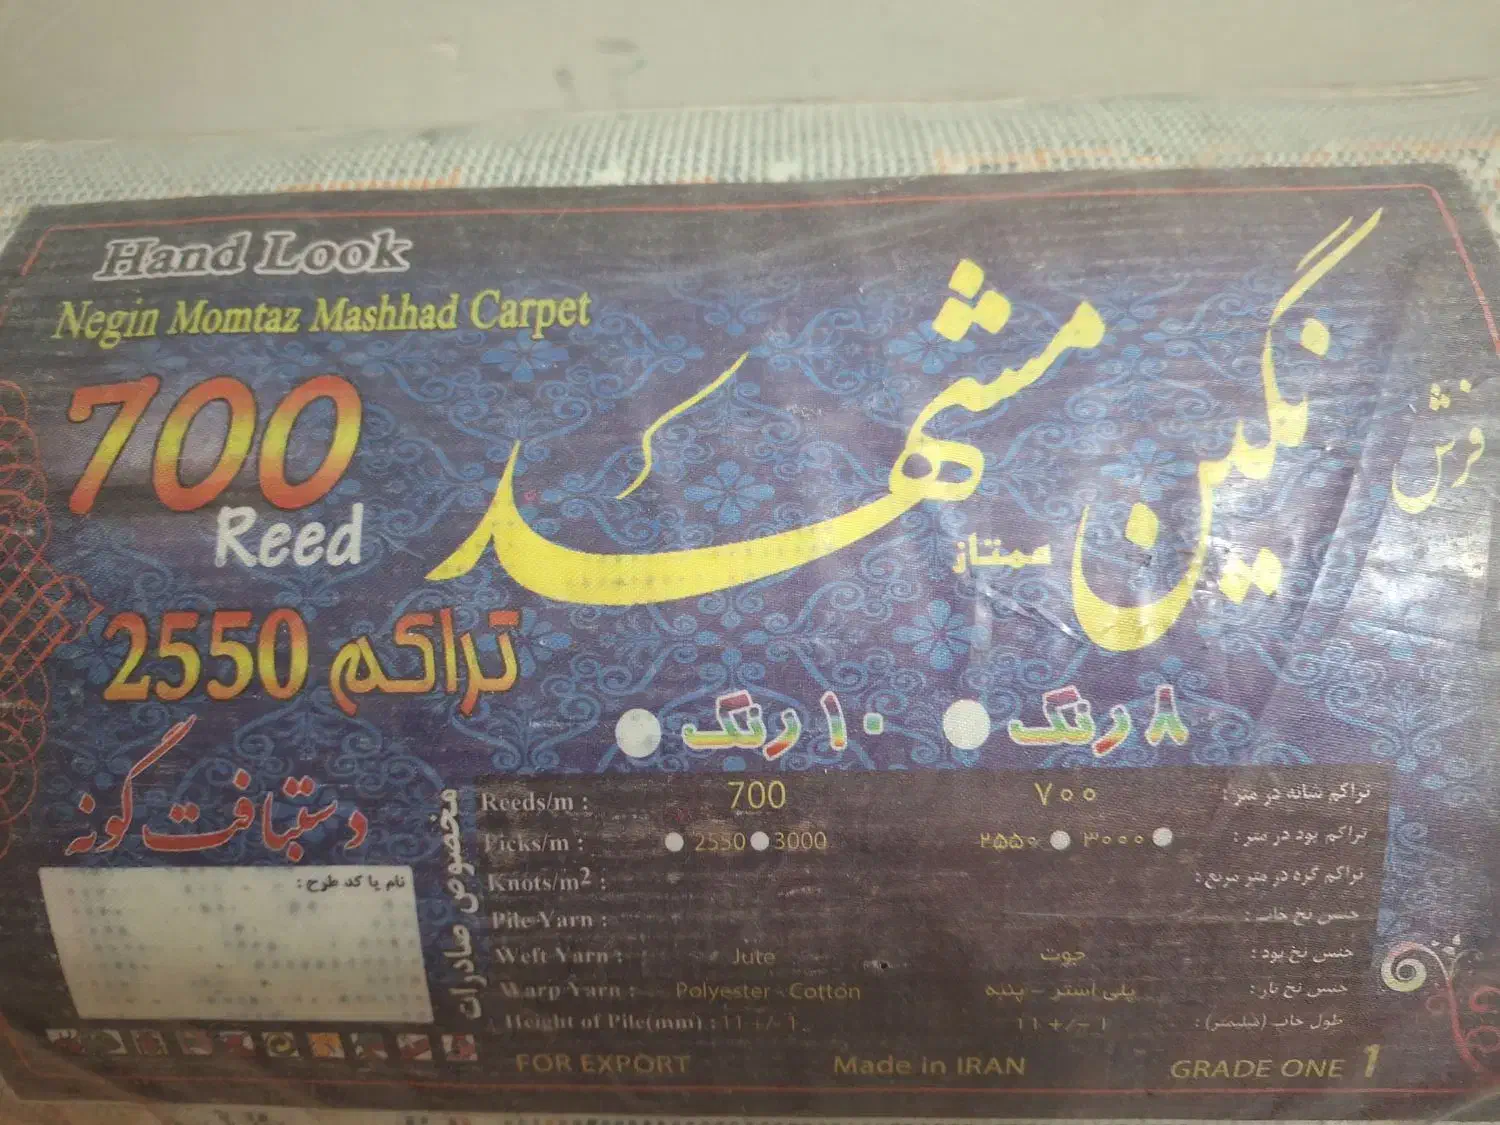 Hand Look
Negin Momtaz Mashhad Carpet
فرش
نگین مشهد
ممتاز
700
Reed
تراکم 2550
۸ رنگ
۱۰ رنگ
دستبافت گونه
نام یا کد طرح:
مخصوص صادرات
Reeds/m : 700 ۷۰۰ تراکم شانه در متر:
Picks/m : 2550 3000 ۳۰۰۰ ۲۵۵۰ تراکم پود در متر:
Knots/m² : تراکم گره در متر مربع:
Pile Yarn : جنس نخ خاب:
Weft Yarn : Jute جوت جنس نخ پود:
Warp Yarn : Polyester - Cotton پلی استر - پنبه جنس نخ تار:
Height of Pile(mm) : 11 +/- 1 ۱۱ +/- ۱ طول خاب (میلیمتر):
FOR EXPORT Made in IRAN GRADE ONE 1